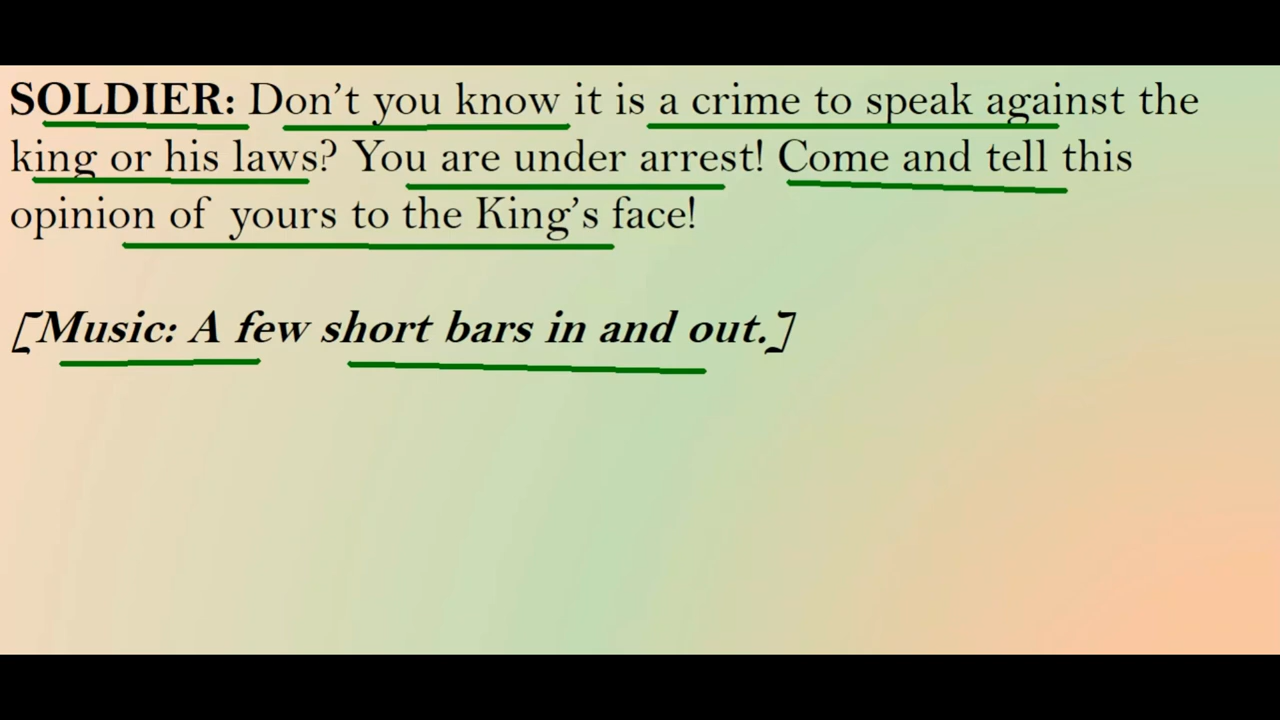 SOLDIER: Don’t you know it is a crime to speak against the
king or his laws? You are under arrest! Come and tell this
opinion of yours to the King’s face!
[Music: A few short bars in and out.]